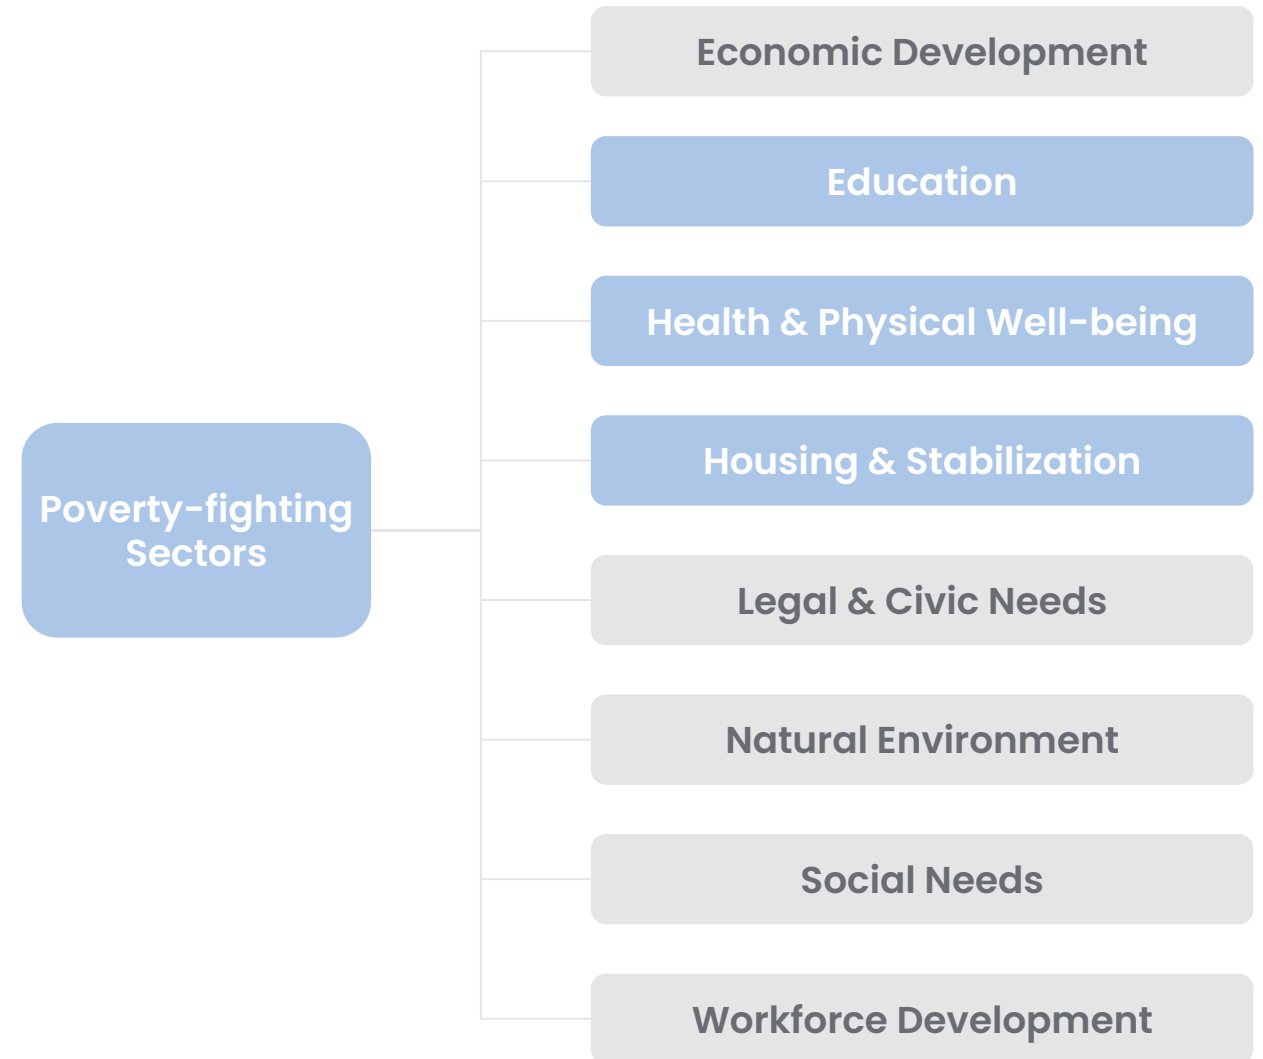 Economic Development
Education
Health & Physical Well-being
Housing & Stabilization
Poverty-fighting
Sectors
Legal & Civic Needs
Natural Environment
Social Needs
Workforce Development